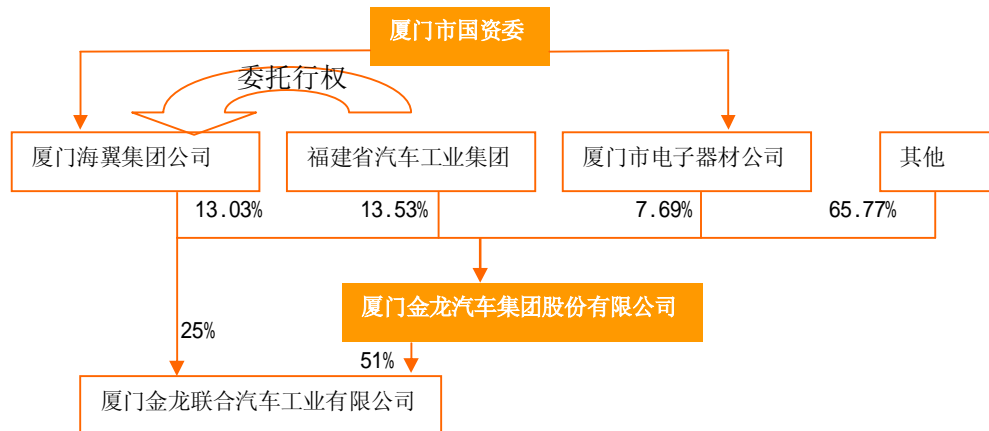 厦门市国资委
委托行权
厦门海翼集团公司
福建省汽车工业集团
厦门市电子器材公司
其他
13.03%
13.53%
7.69%
65.77%
厦门金龙汽车集团股份有限公司
25%
51%
厦门金龙联合汽车工业有限公司